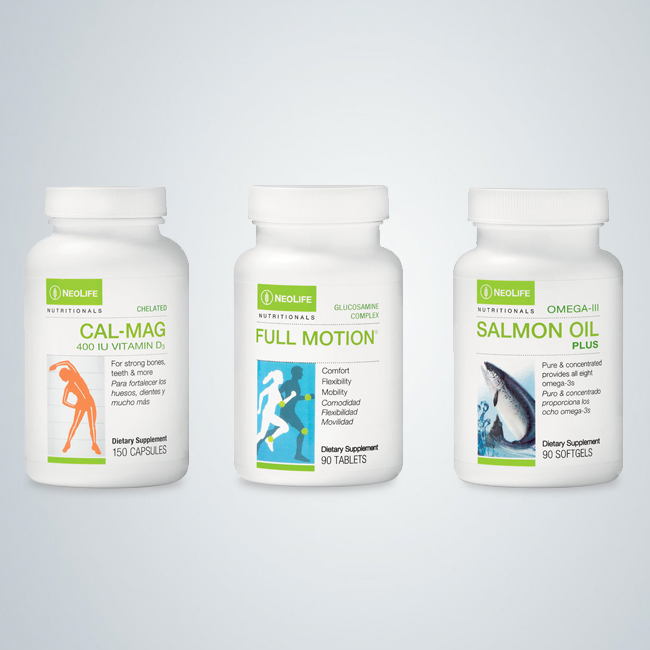 NEOLIFE
NUTRITIONALS
CHELATED
CAL-MAG
400 IU VITAMIN D3
For strong bones,
teeth & more
Para fortalecer los
huesos, dientes y
mucho más
Dietary Supplement
150 CAPSULES
NEOLIFE
NUTRITIONALS
GLUCOSAMINE
COMPLEX
FULL MOTION®
Comfort
Flexibility
Mobility
Comodidad
Flexibilidad
Movilidad
Dietary Supplement
90 TABLETS
NEOLIFE
NUTRITIONALS
OMEGA-III
SALMON OIL
PLUS
Pure & concentrated
provides all eight
omega-3s
Puro & concentrado
proporciona los
ocho omega-3s
Dietary Supplement
90 SOFTGELS